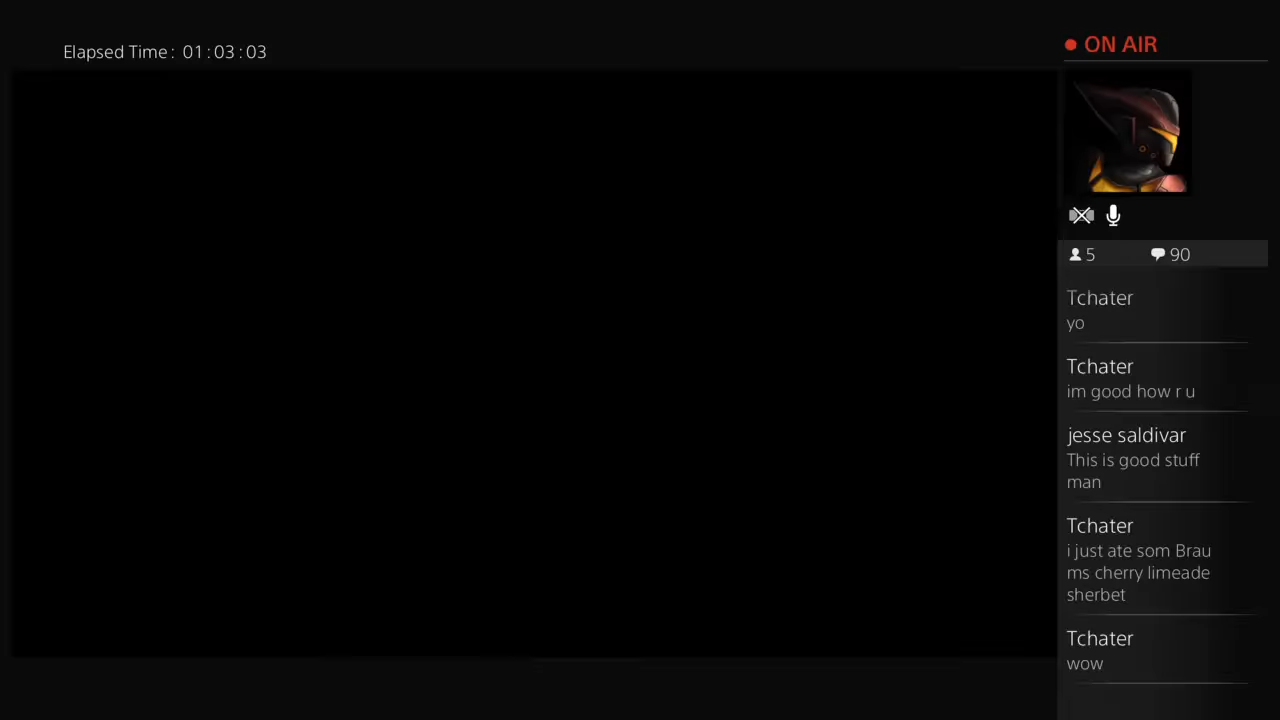 Elapsed Time: 01:03:03
ON AIR
5 90
Tchater
yo
Tchater
im good how r u
jesse saldivar
This is good stuff
man
Tchater
i just ate som Brau
ms cherry limeade
sherbet
Tchater
wow